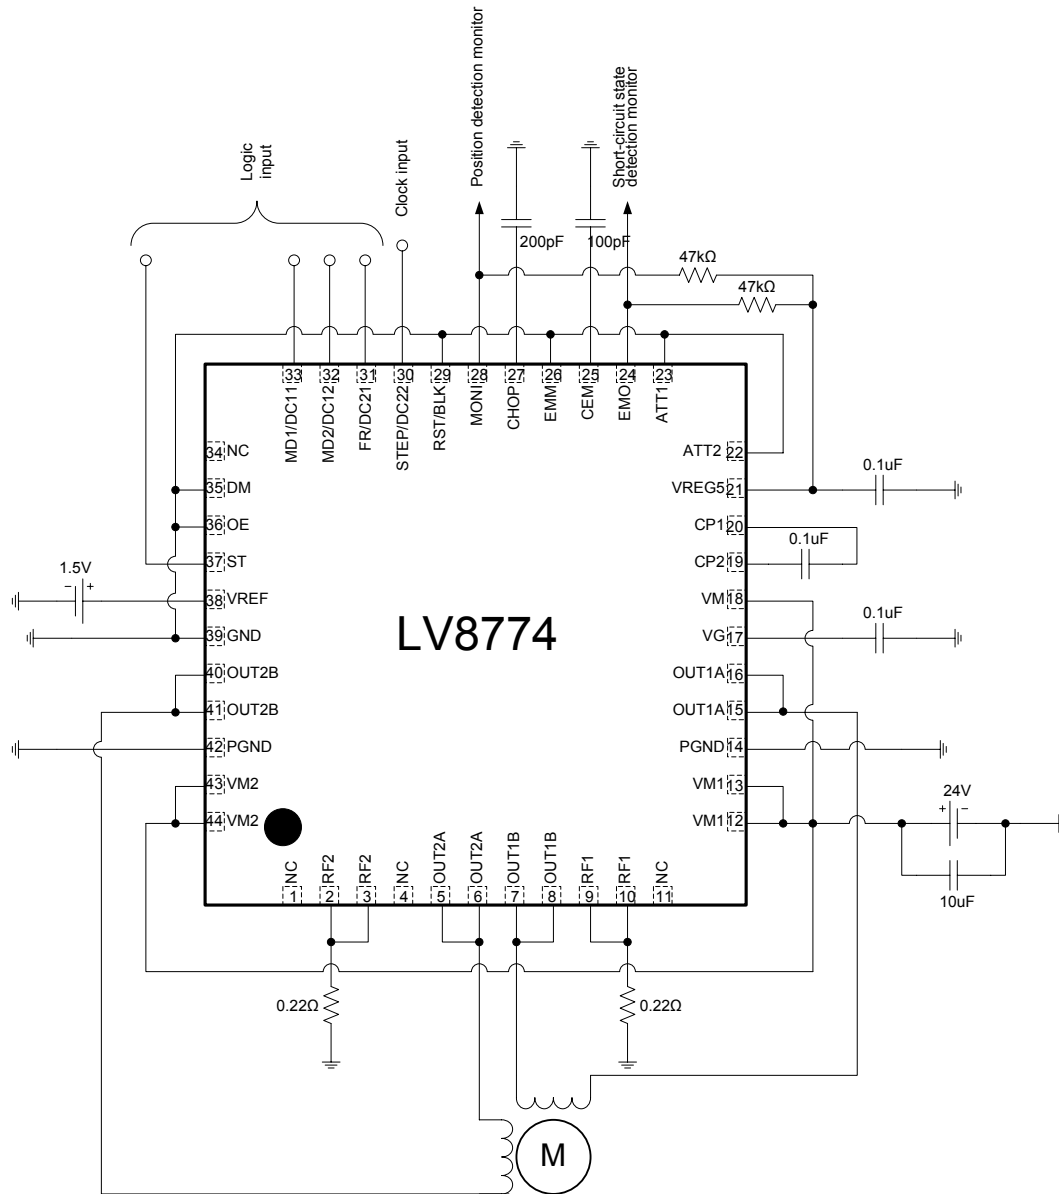 Position detection monitor
Short-circuit state
detection monitor
Logic
input
Clock input
200pF
100pF
47kΩ
47kΩ
33
32
31
30
29
28
27
26
25
24
23
MD1/DC11
MD2/DC12
FR/DC21
STEP/DC22
RST/BLK
MONI
CHOP
EMM
CEM
EMO
ATT1
34 NC
35 DM
36 OE
37 ST
38 VREF
39 GND
40 OUT2B
41 OUT2B
42 PGND
43 VM2
44 VM2
1.5V
− +
LV8774
ATT2 22
VREG5 21
CP1 20
CP2 19
VM 18
VG 17
OUT1A 16
OUT1A 15
PGND 14
VM1 13
VM1 12
0.1uF
0.1uF
0.1uF
24V
+ −
10uF
NC
RF2
RF2
NC
OUT2A
OUT2A
OUT1B
OUT1B
RF1
RF1
NC
1
2
3
4
5
6
7
8
9
10
11
0.22Ω
0.22Ω
M